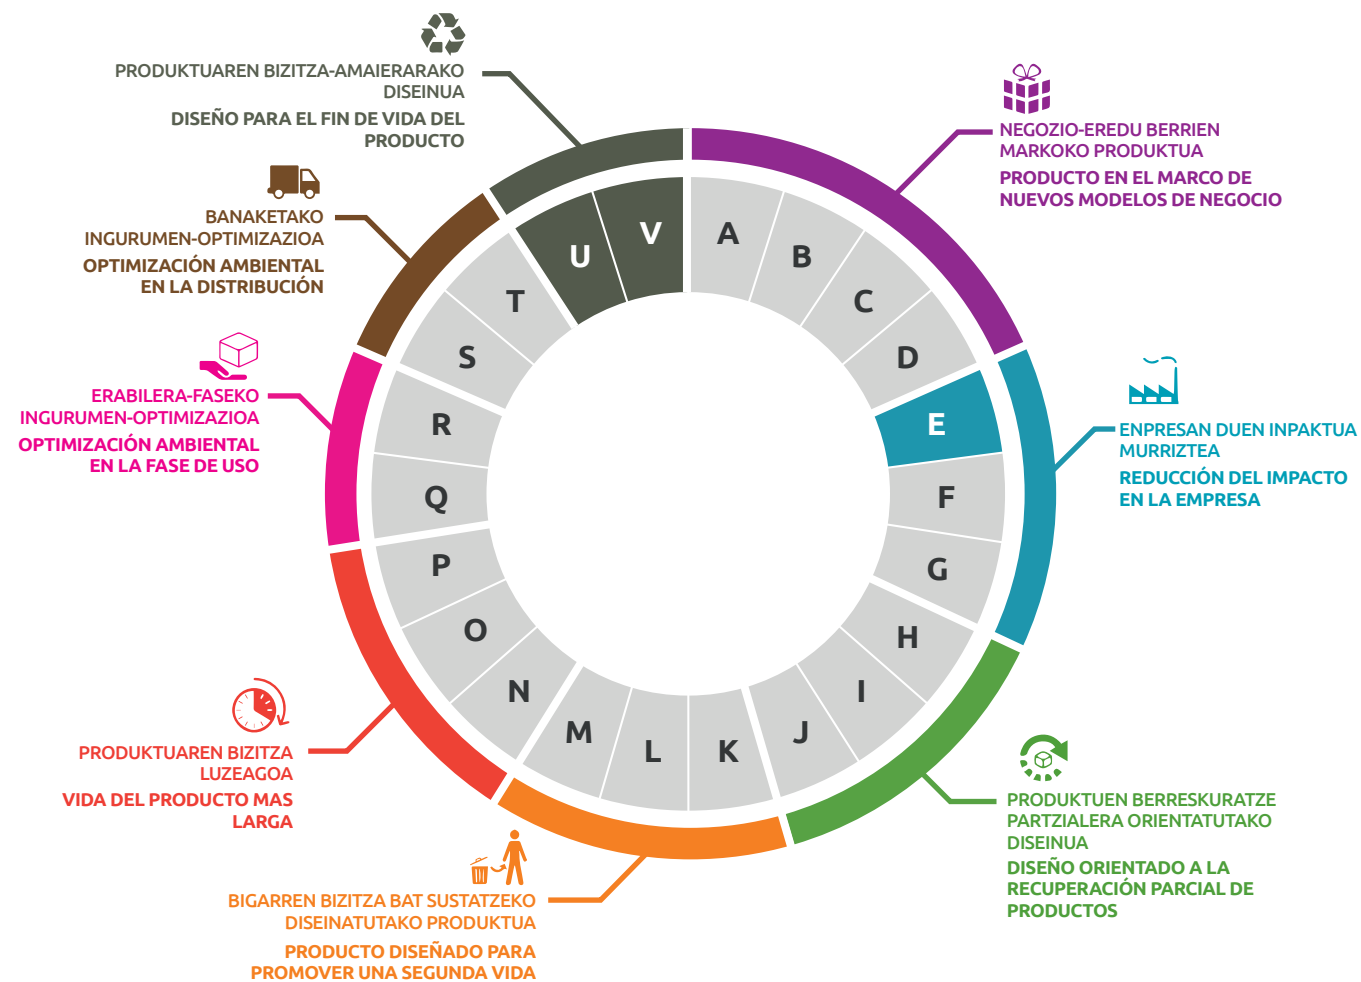 PRODUKTUAREN BIZITZA-AMAIERARAKO
DISEINUA
DISEÑO PARA EL FIN DE VIDA DEL
PRODUCTO
NEGOZIO-EREDU BERRIEN
MARKOKO PRODUKTUA
PRODUCTO EN EL MARCO DE
NUEVOS MODELOS DE NEGOCIO
BANAKETAKO
INGURUMEN-OPTIMIZAZIOA
OPTIMIZACIÓN AMBIENTAL
EN LA DISTRIBUCIÓN
ERABILERA-FASEKO
INGURUMEN-OPTIMIZAZIOA
OPTIMIZACIÓN AMBIENTAL
EN LA FASE DE USO
ENPRESAN DUEN INPAKTUA
MURRIZTEA
REDUCCIÓN DEL IMPACTO
EN LA EMPRESA
PRODUKTUAREN BIZITZA
LUZEAGOA
VIDA DEL PRODUCTO MAS
LARGA
PRODUKTUEN BERRESKURATZE
PARTZIALERA ORIENTATUTAKO
DISEINUA
DISEÑO ORIENTADO A LA
RECUPERACIÓN PARCIAL DE
PRODUCTOS
BIGARREN BIZITZA BAT SUSTATZEKO
DISEINATUTAKO PRODUKTUA
PRODUCTO DISEÑADO PARA
PROMOVER UNA SEGUNDA VIDA
A
B
C
D
E
F
G
H
I
J
K
L
M
N
O
P
Q
R
S
T
U
V